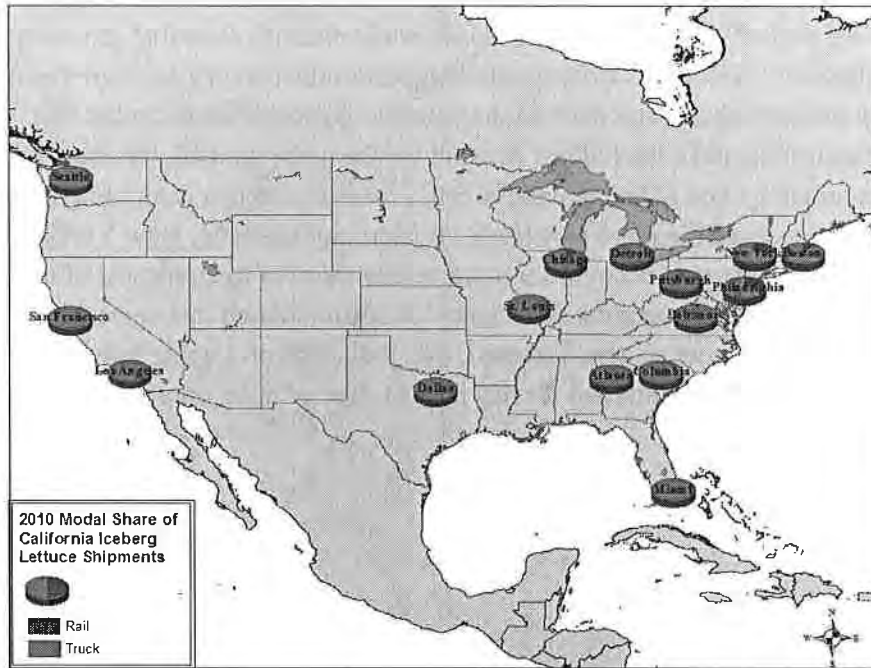 Seattle
Chicago
Detroit
New York
Boston
Pittsburgh
Philadelphia
San Francisco
St. Louis
Baltimore
Los Angeles
Dallas
Atlanta
Columbia
Miami
2010 Modal Share of
California Iceberg
Lettuce Shipments
Rail
Truck
N
W
E
S